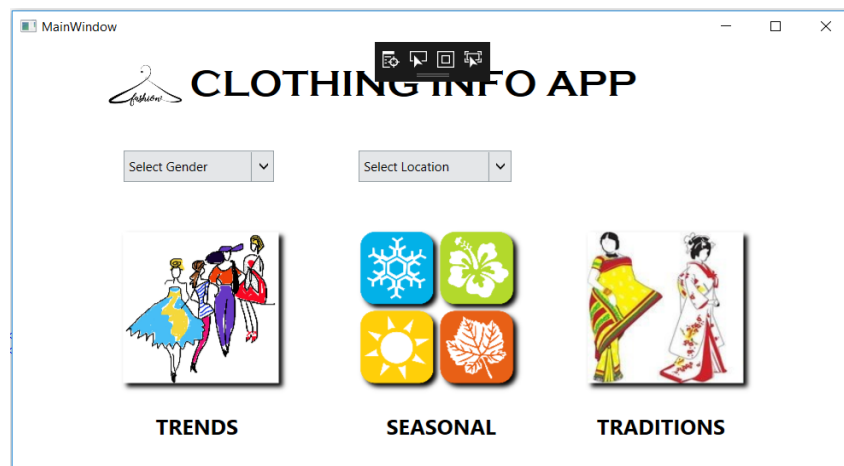 MainWindow
fashion
CLOTHING INFO APP
Select Gender
Select Location
TRENDS
SEASONAL
TRADITIONS